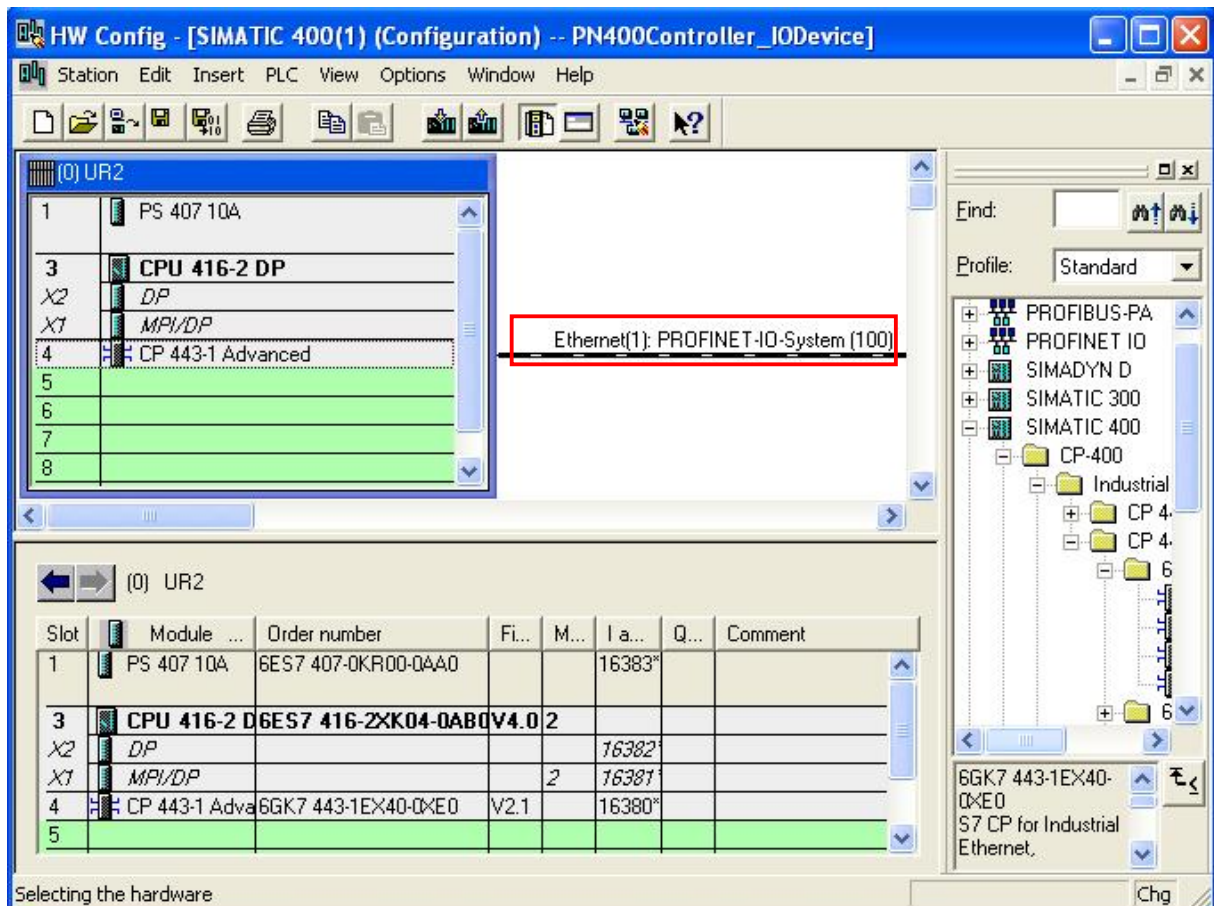 HW Config - [SIMATIC 400(1) (Configuration) -- PN400Controller_IODevice]
Station Edit Insert PLC View Options Window Help
(0) UR2
1 PS 407 10A
3 CPU 416-2 DP
X2 DP
X1 MPI/DP
4 CP 443-1 Advanced
5
6
7
8
Ethernet(1): PROFINET-IO-System (100)
Find:
Profile: Standard
PROFIBUS-PA
PROFINET IO
SIMADYN D
SIMATIC 300
SIMATIC 400
CP-400
Industrial
CP 4
CP 4
6
6
(0) UR2
Slot Module ... Order number Fi... M... I a... Q... Comment
1 PS 407 10A 6ES7 407-0KR00-0AA0 16383*
3 CPU 416-2 D 6ES7 416-2XK04-0AB0 V4.0 2
X2 DP 16382*
X1 MPI/DP 2 16381*
4 CP 443-1 Adva 6GK7 443-1EX40-0XE0 V2.1 16380*
5
6GK7 443-1EX40-
0XE0
S7 CP for Industrial
Ethernet,
Selecting the hardware
Chg